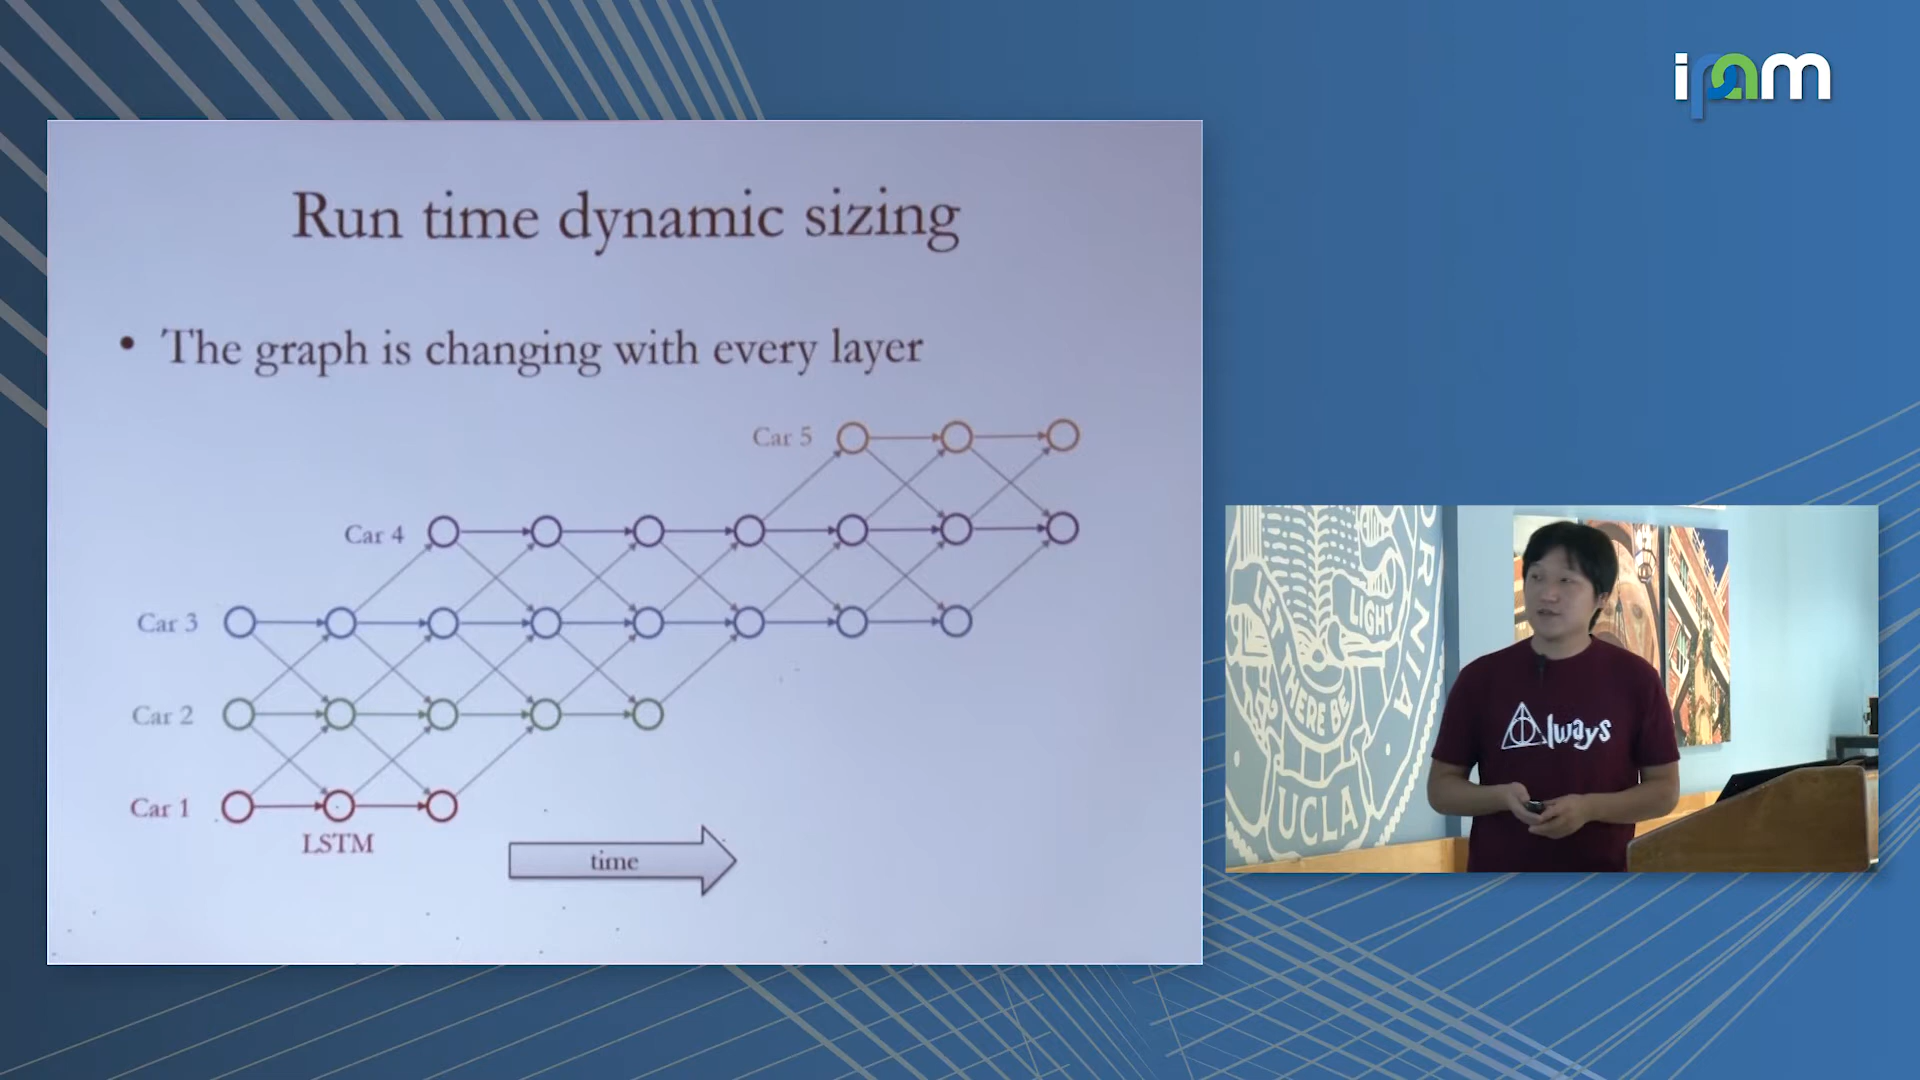 ipam
Run time dynamic sizing
• The graph is changing with every layer
Car 5
Car 4
Car 3
Car 2
Car 1
LSTM
time
LET THERE BE
LIGHT
UCLA
RNIA
Always